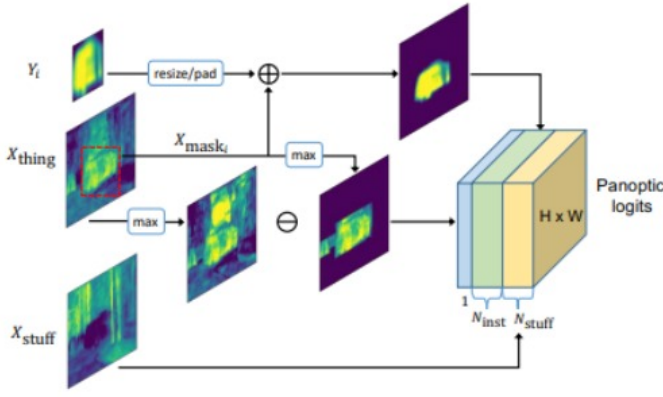 Y_i
resize/pad
X_thing
X_mask_i
max
max
H x W
Panoptic
logits
X_stuff
1
N_inst
N_stuff